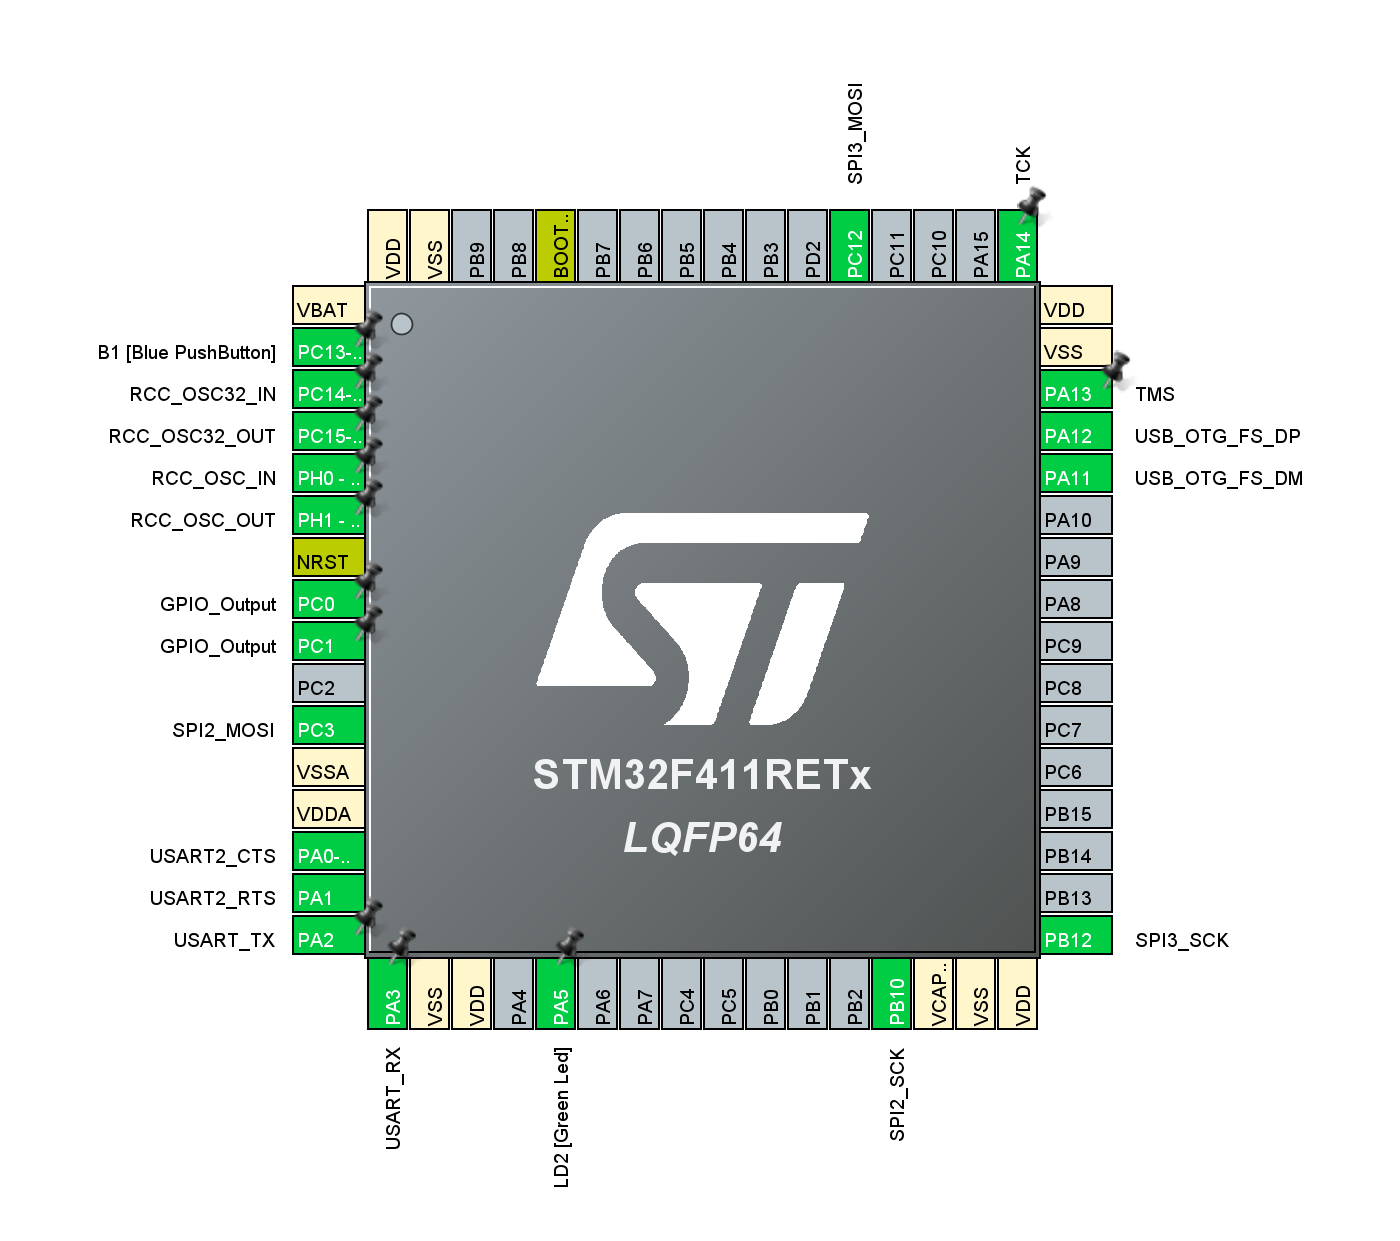 SPI3_MOSI
TCK
VDD
VSS
PB9
PB8
BOOT..
PB7
PB6
PB5
PB4
PB3
PD2
PC12
PC11
PC10
PA15
PA14
VBAT
B1 [Blue PushButton]
PC13-..
RCC_OSC32_IN
PC14-..
RCC_OSC32_OUT
PC15-..
RCC_OSC_IN
PH0 - ..
RCC_OSC_OUT
PH1 - ..
NRST
GPIO_Output
PC0
GPIO_Output
PC1
PC2
SPI2_MOSI
PC3
VSSA
VDDA
USART2_CTS
PA0-..
USART2_RTS
PA1
USART_TX
PA2
VDD
VSS
PA13
TMS
PA12
USB_OTG_FS_DP
PA11
USB_OTG_FS_DM
PA10
PA9
PA8
PC9
PC8
PC7
PC6
PB15
PB14
PB13
PB12
SPI3_SCK
ST
STM32F411RETx
LQFP64
PA3
VSS
VDD
PA4
PA5
PA6
PA7
PC4
PC5
PB0
PB1
PB2
PB10
VCAP..
VSS
VDD
USART_RX
LD2 [Green Led]
SPI2_SCK